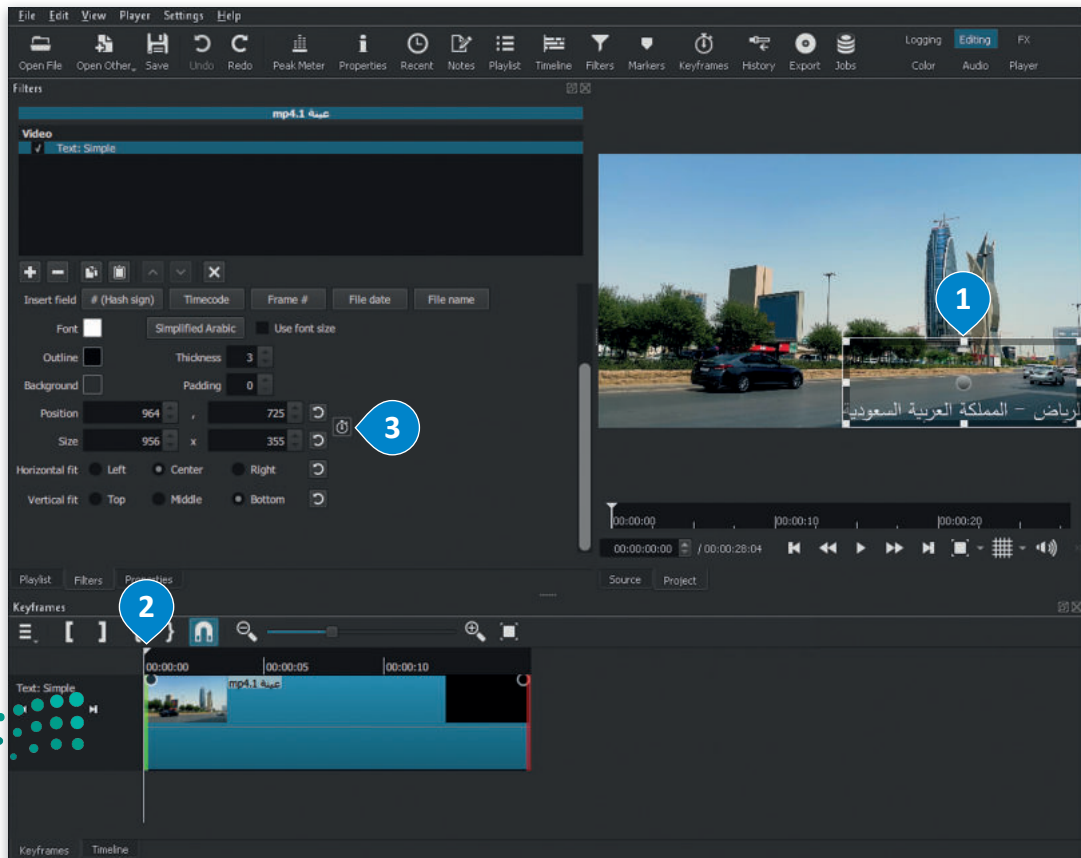 File Edit View Player Settings Help
Open File Open Other... Save Undo Redo Peak Meter Properties Recent Notes Playlist Timeline Filters Markers Keyframes History Export Jobs
Logging Editing FX
Color Audio Player
Filters
عينة 1.mp4
Video
Text: Simple
Insert field # (Hash sign) Timecode Frame # File date File name
Font Simplified Arabic Use font size
Outline Thickness 3
Background Padding 0
Position 964 , 725
Size 956 x 355
3
Horizontal fit Left Center Right
Vertical fit Top Middle Bottom
1
لرياض - المملكة العربية السعودية
00:00:00 00:00:10 00:00:20
00:00:00:00 / 00:00:28:04
Playlist Filters Properties
Source Project
Keyframes
2
00:00:00 00:00:05 00:00:10
Text: Simple
عينة 1.mp4
Keyframes Timeline